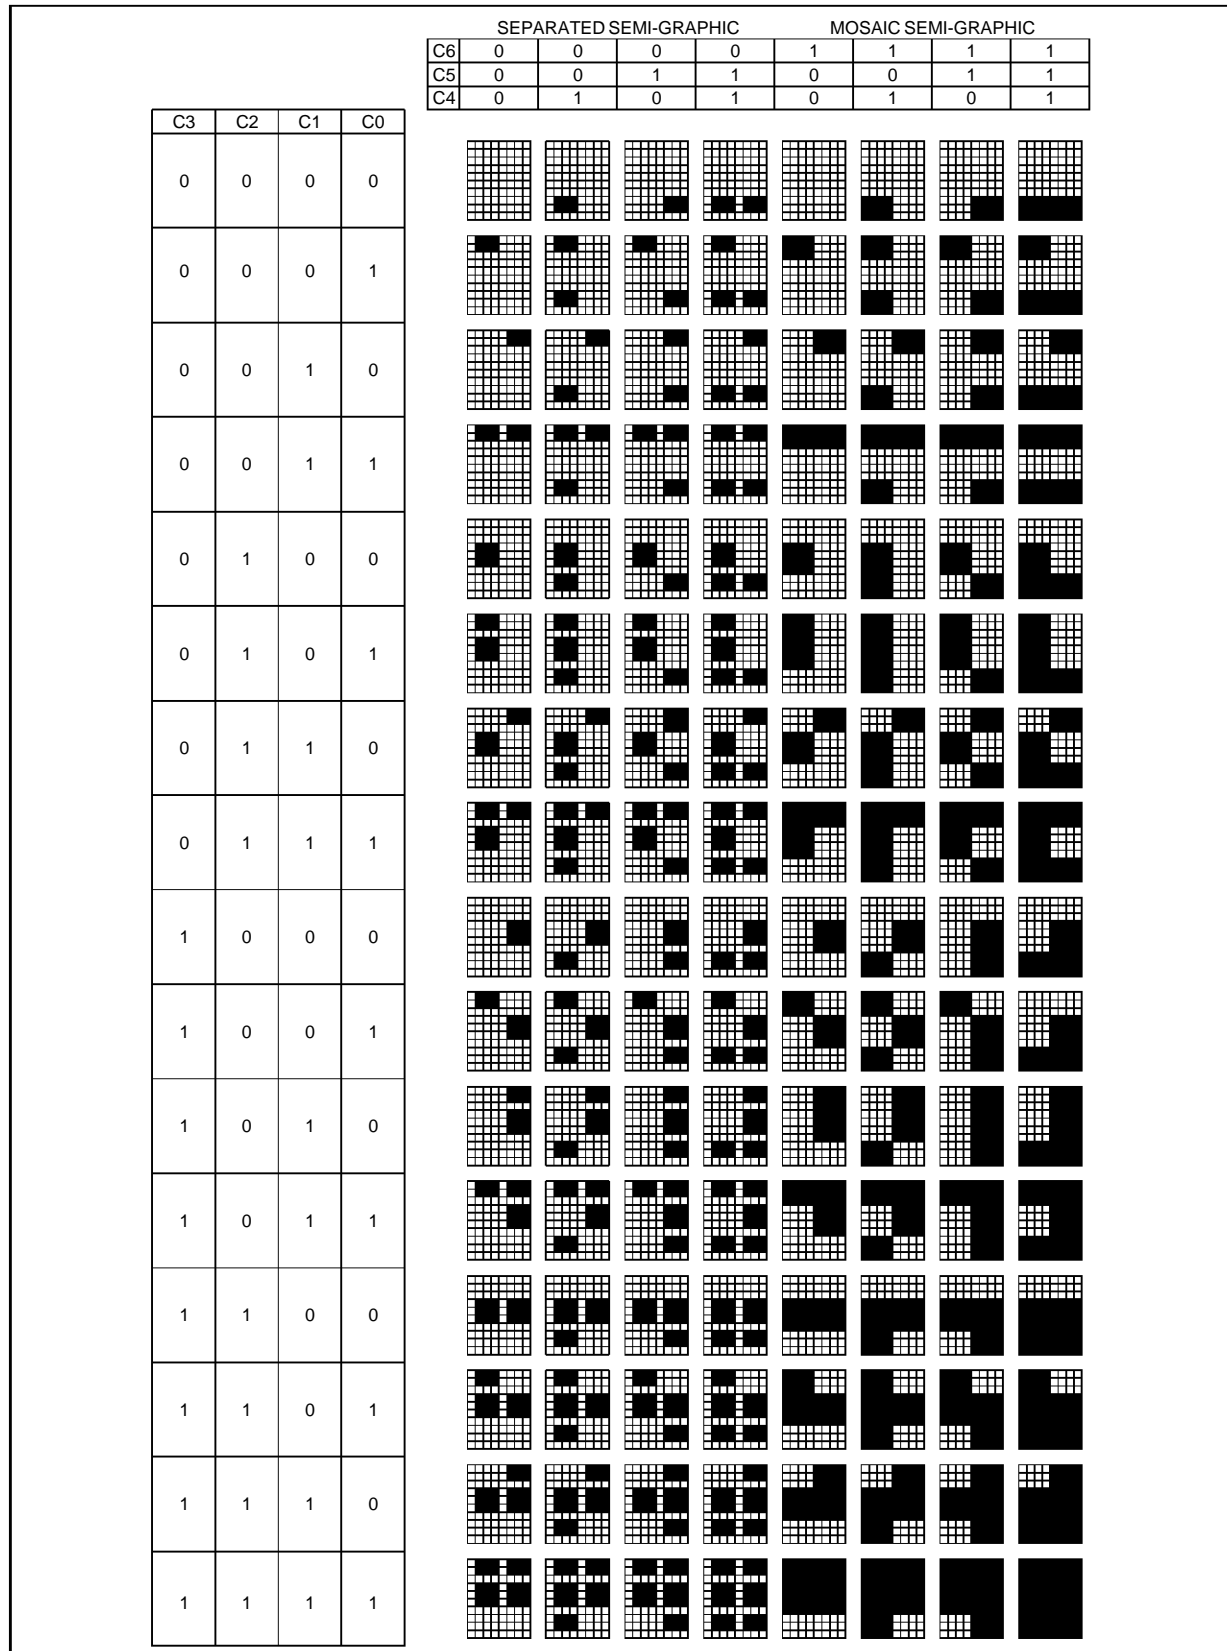 SEPARATED SEMI-GRAPHIC MOSAIC SEMI-GRAPHIC
C6 0 0 0 0 1 1 1 1
C5 0 0 1 1 0 0 1 1
C4 0 1 0 1 0 1 0 1
C3 C2 C1 C0
0 0 0 0
0 0 0 1
0 0 1 0
0 0 1 1
0 1 0 0
0 1 0 1
0 1 1 0
0 1 1 1
1 0 0 0
1 0 0 1
1 0 1 0
1 0 1 1
1 1 0 0
1 1 0 1
1 1 1 0
1 1 1 1